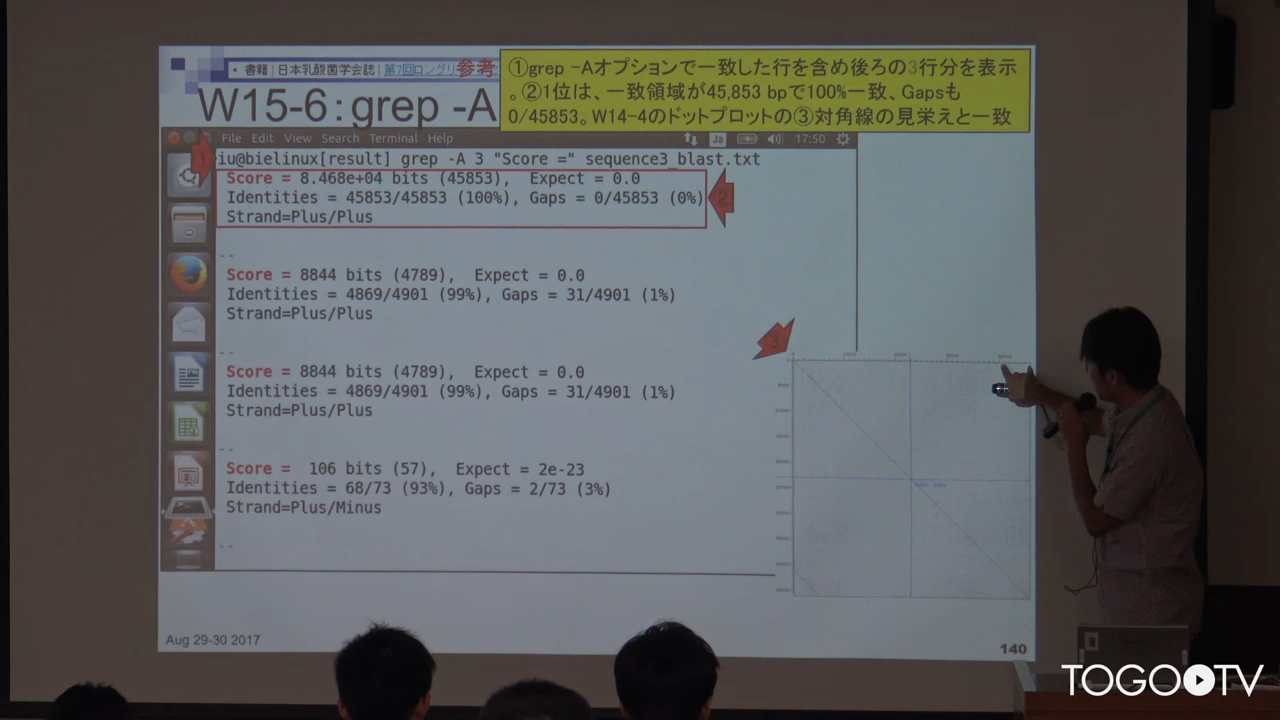 ・書籍 | 日本乳酸菌学会誌 | 第7回ロングリ
参考
W15-6：grep -A
①grep -Aオプションで一致した行を含め後ろの3行分を表示
。②1位は、一致領域が45,853 bpで100%一致、Gapsも
0/45853。W14-4のドットプロットの③対角線の見栄えと一致
File Edit View Search Terminal Help
Ja
17:50
1
iu@bielinux[result] grep -A 3 "Score =" sequence3_blast.txt
Score = 8.468e+04 bits (45853), Expect = 0.0
Identities = 45853/45853 (100%), Gaps = 0/45853 (0%)
Strand=Plus/Plus
2
--
Score = 8844 bits (4789), Expect = 0.0
Identities = 4869/4901 (99%), Gaps = 31/4901 (1%)
Strand=Plus/Plus
--
Score = 8844 bits (4789), Expect = 0.0
Identities = 4869/4901 (99%), Gaps = 31/4901 (1%)
Strand=Plus/Plus
--
Score = 106 bits (57), Expect = 2e-23
Identities = 68/73 (93%), Gaps = 2/73 (3%)
Strand=Plus/Minus
--
3
Aug 29-30 2017
140
TOGO TV